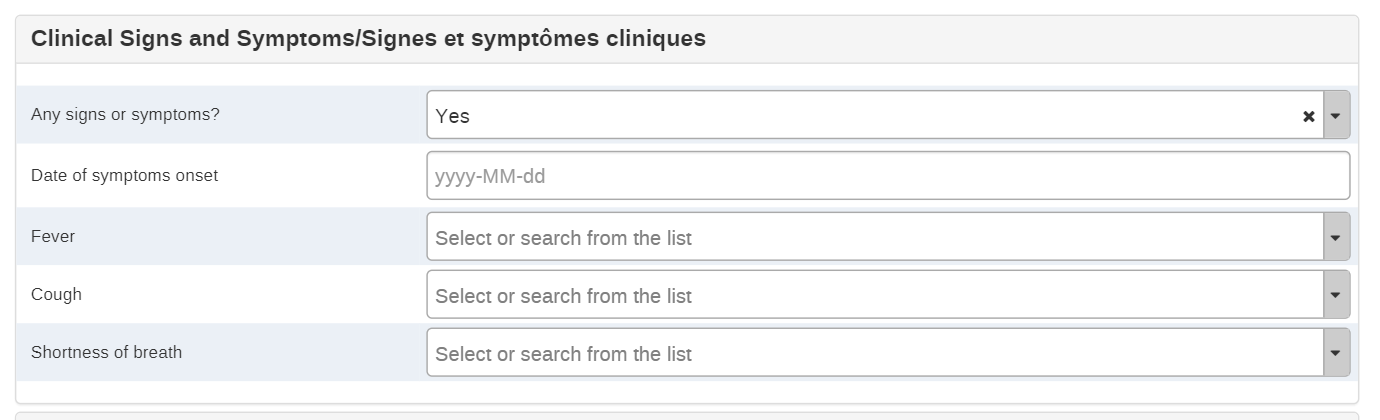 Clinical Signs and Symptoms/Signes et symptômes cliniques
Any signs or symptoms? Yes
Date of symptoms onset yyyy-MM-dd
Fever Select or search from the list
Cough Select or search from the list
Shortness of breath Select or search from the list